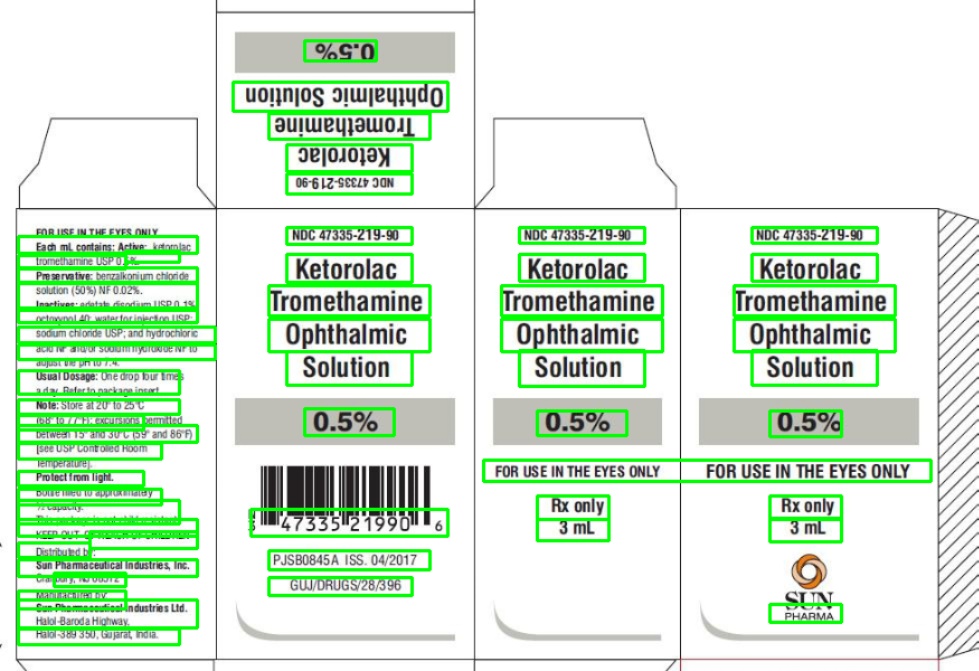 0.5%
Ophthalmic Solution
Tromethamine
Ketorolac
NDC 47335-219-90
FOR USE IN THE EYES ONLY
Each mL contains: Active: ketorolac
tromethamine USP 0.5%
Preservative: benzalkonium chloride
solution (50%) NF 0.02%.
Inactives: edetate disodium USP 0.1%
octoxynol 40; water for injection USP;
sodium chloride USP; and hydrochloric
acid NF and/or sodium hydroxide NF to
adjust the pH to 7.4.
Usual Dosage: One drop four times
a day. Refer to package insert.
Note: Store at 20° to 25°C
(68° to 77°F); excursions permitted
between 15° and 30°C (59° and 86°F)
[see USP Controlled Room
Temperature].
Protect from light.
Bottle filled to approximately
capacity.
KEEP OUT OF REACH OF CHILDREN
Distributed by:
Sun Pharmaceutical Industries, Inc.
Cranbury, NJ 08512
Manufactured by:
Sun Pharmaceutical Industries Ltd.
Halol-Baroda Highway,
Halol-389 350, Gujarat, India.
NDC 47335-219-90
Ketorolac
Tromethamine
Ophthalmic
Solution
0.5%
3 47335 21990 6
PJSB0845A ISS. 04/2017
GUJ/DRUGS/28/396
NDC 47335-219-90
Ketorolac
Tromethamine
Ophthalmic
Solution
0.5%
FOR USE IN THE EYES ONLY
Rx only
3 mL
NDC 47335-219-90
Ketorolac
Tromethamine
Ophthalmic
Solution
0.5%
FOR USE IN THE EYES ONLY
Rx only
3 mL
SUN
PHARMA